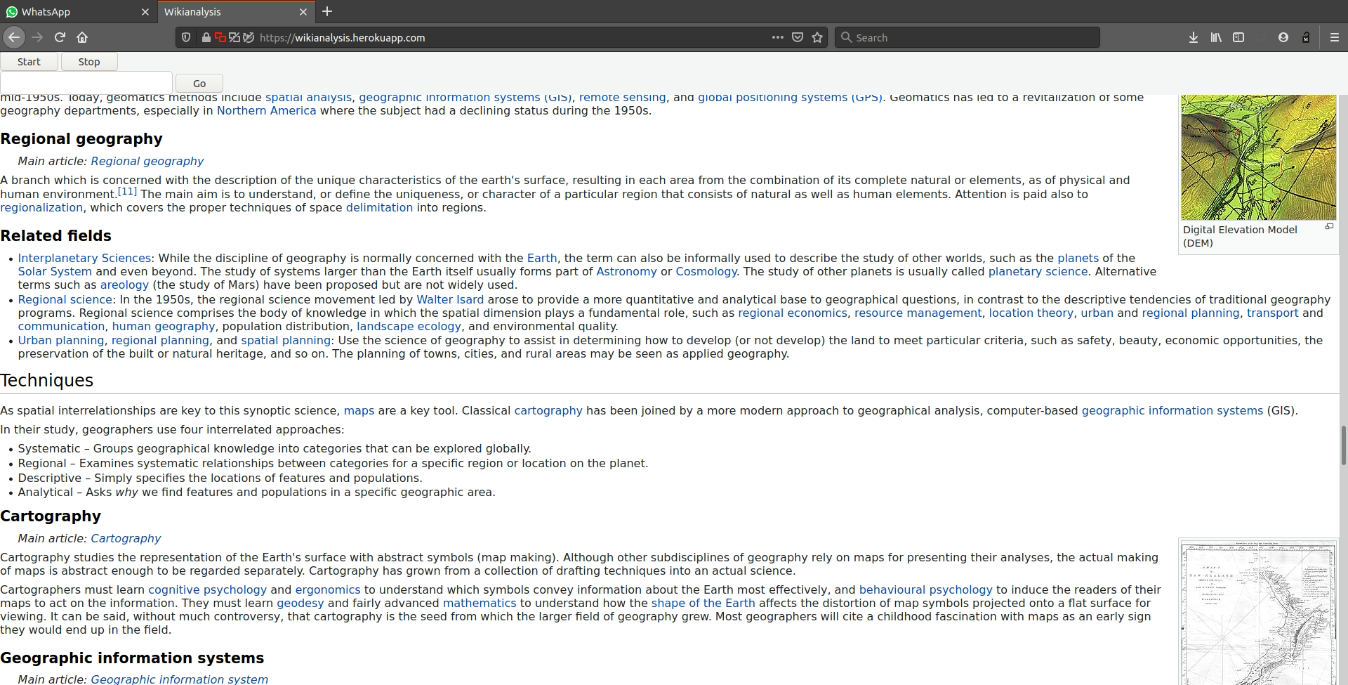 WhatsApp
Wikianalysis
https://wikianalysis.herokuapp.com
Search
Start
Stop
Go
mid-1950s. Today, geomatics methods include spatial analysis, geographic information systems (GIS), remote sensing, and global positioning systems (GPS). Geomatics has led to a revitalization of some
geography departments, especially in Northern America where the subject had a declining status during the 1950s.
Regional geography
Main article: Regional geography
A branch which is concerned with the description of the unique characteristics of the earth's surface, resulting in each area from the combination of its complete natural or elements, as of physical and
human environment.[11] The main aim is to understand, or define the uniqueness, or character of a particular region that consists of natural as well as human elements. Attention is paid also to
regionalization, which covers the proper techniques of space delimitation into regions.
Digital Elevation Model
(DEM)
Related fields
• Interplanetary Sciences: While the discipline of geography is normally concerned with the Earth, the term can also be informally used to describe the study of other worlds, such as the planets of the
Solar System and even beyond. The study of systems larger than the Earth itself usually forms part of Astronomy or Cosmology. The study of other planets is usually called planetary science. Alternative
terms such as areology (the study of Mars) have been proposed but are not widely used.
• Regional science: In the 1950s, the regional science movement led by Walter Isard arose to provide a more quantitative and analytical base to geographical questions, in contrast to the descriptive tendencies of traditional geography
programs. Regional science comprises the body of knowledge in which the spatial dimension plays a fundamental role, such as regional economics, resource management, location theory, urban and regional planning, transport and
communication, human geography, population distribution, landscape ecology, and environmental quality.
• Urban planning, regional planning, and spatial planning: Use the science of geography to assist in determining how to develop (or not develop) the land to meet particular criteria, such as safety, beauty, economic opportunities, the
preservation of the built or natural heritage, and so on. The planning of towns, cities, and rural areas may be seen as applied geography.
Techniques
As spatial interrelationships are key to this synoptic science, maps are a key tool. Classical cartography has been joined by a more modern approach to geographical analysis, computer-based geographic information systems (GIS).
In their study, geographers use four interrelated approaches:
• Systematic – Groups geographical knowledge into categories that can be explored globally.
• Regional – Examines systematic relationships between categories for a specific region or location on the planet.
• Descriptive – Simply specifies the locations of features and populations.
• Analytical – Asks why we find features and populations in a specific geographic area.
Cartography
Main article: Cartography
Cartography studies the representation of the Earth's surface with abstract symbols (map making). Although other subdisciplines of geography rely on maps for presenting their analyses, the actual making
of maps is abstract enough to be regarded separately. Cartography has grown from a collection of drafting techniques into an actual science.
Cartographers must learn cognitive psychology and ergonomics to understand which symbols convey information about the Earth most effectively, and behavioural psychology to induce the readers of their
maps to act on the information. They must learn geodesy and fairly advanced mathematics to understand how the shape of the Earth affects the distortion of map symbols projected onto a flat surface for
viewing. It can be said, without much controversy, that cartography is the seed from which the larger field of geography grew. Most geographers will cite a childhood fascination with maps as an early sign
they would end up in the field.
Geographic information systems
Main article: Geographic information system